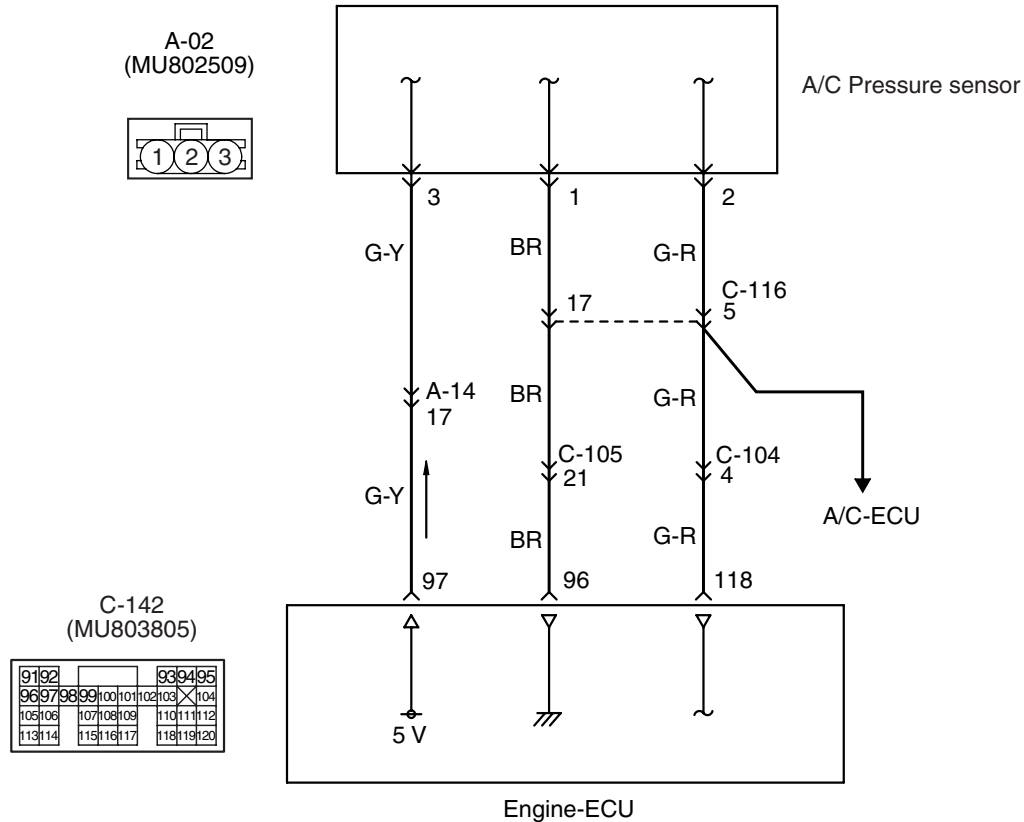 A-02
(MU802509)
1 2 3
A/C Pressure sensor
3 1 2
G-Y BR G-R
17 C-116
5
A-14
17
BR G-R
C-105
21
C-104
4
G-Y
BR G-R
A/C-ECU
97 96 118
C-142
(MU803805)
91 92 93 94 95
96 97 98 99 100 101 102 103 104
105 106 107 108 109 110 111 112
113 114 115 116 117 118 119 120
5 V
Engine-ECU